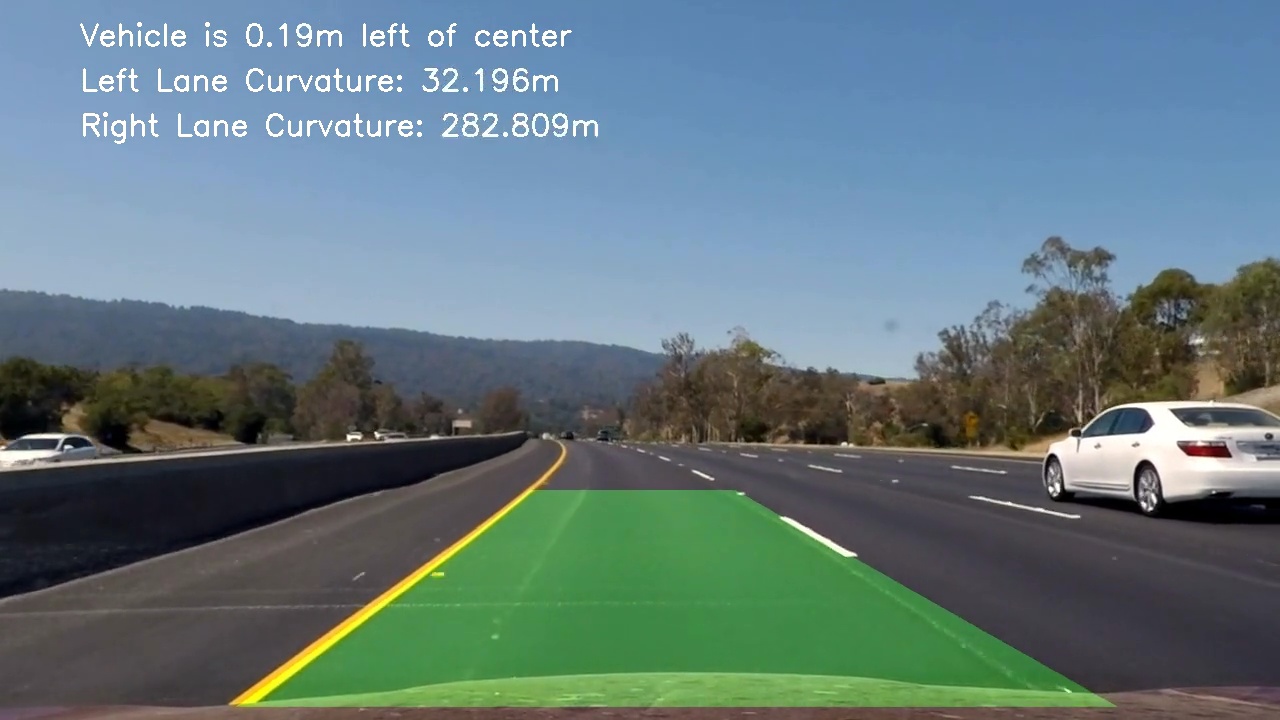 Vehicle is 0.19m left of center
Left Lane Curvature: 32.196m
Right Lane Curvature: 282.809m